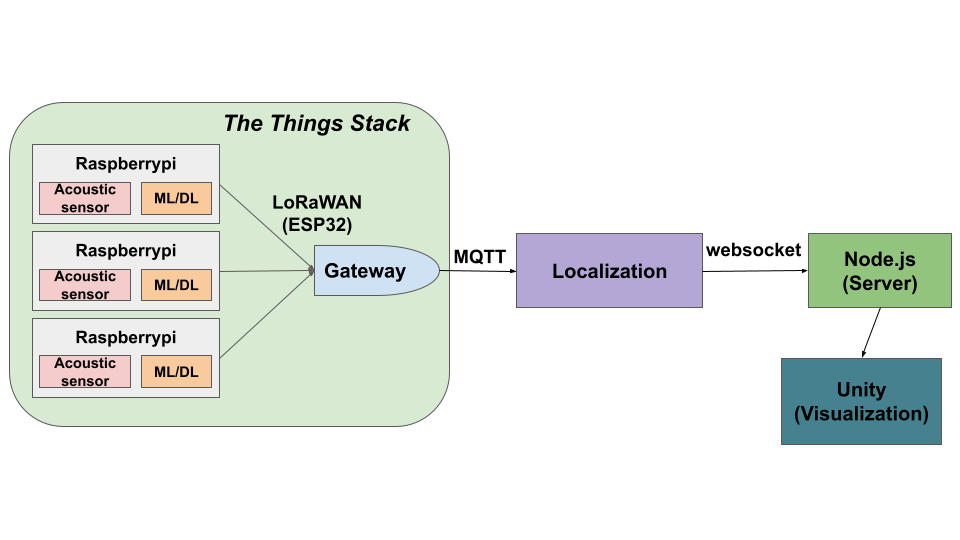 The Things Stack
Raspberrypi
Acoustic
sensor
ML/DL
Raspberrypi
Acoustic
sensor
ML/DL
Raspberrypi
Acoustic
sensor
ML/DL
LoRaWAN
(ESP32)
Gateway
MQTT
Localization
websocket
Node.js
(Server)
Unity
(Visualization)